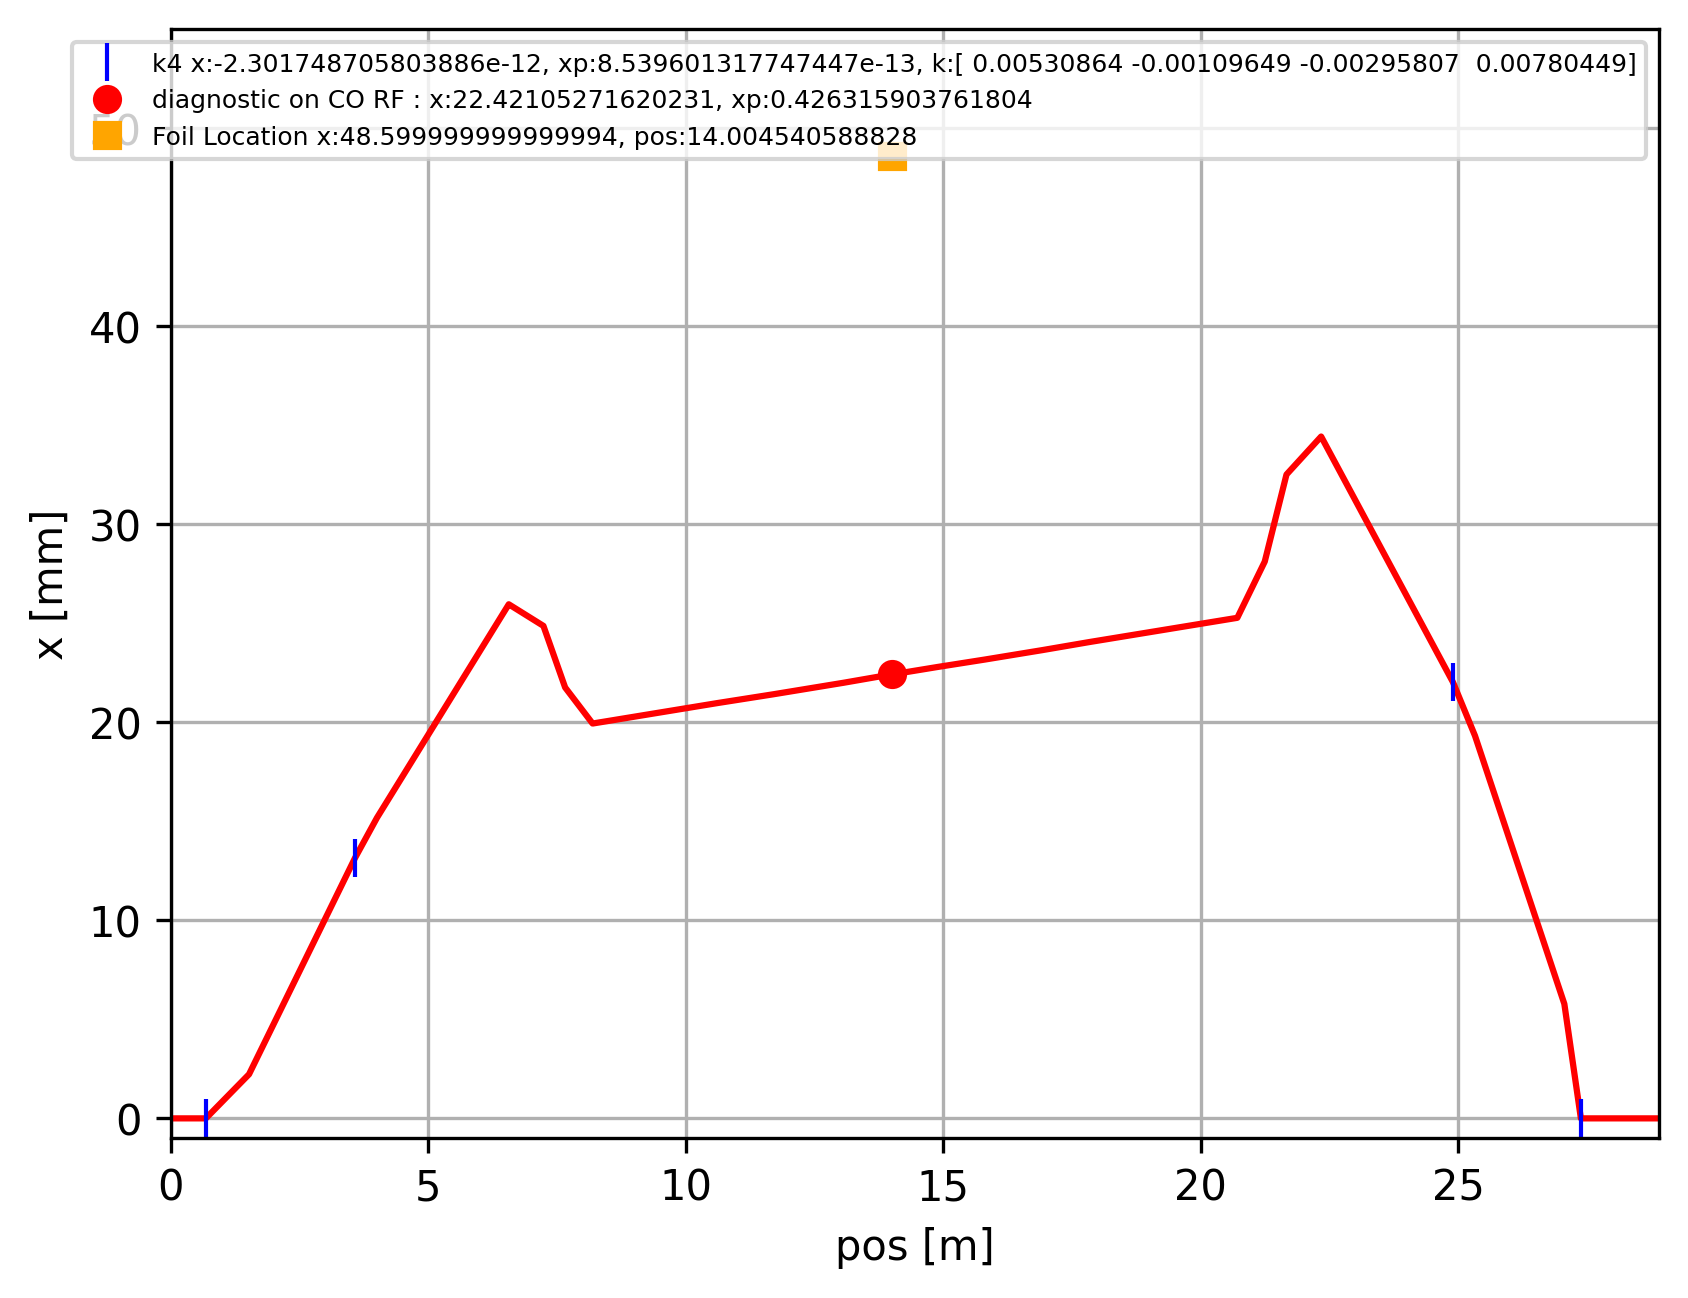 k4 x:-2.301748705803886e-12, xp:8.539601317747447e-13, k:[ 0.00530864 -0.00109649 -0.00295807  0.00780449]
diagnostic on CO RF : x:22.42105271620231, xp:0.426315903761804
Foil Location x:48.599999999999994, pos:14.004540588828
50
40
30
20
10
0
x [mm]
0 5 10 15 20 25
pos [m]